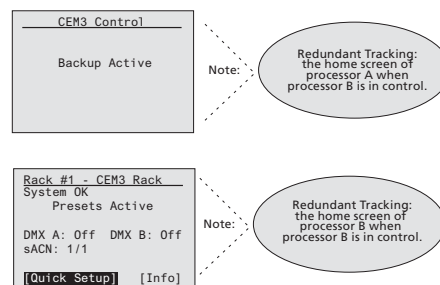 CEM3 Control
Backup Active
Note:
Redundant Tracking:
the home screen of
processor A when
processor B is in control.
Rack #1 - CEM3 Rack
System OK
Presets Active
DMX A: Off DMX B: Off
sACN: 1/1
[Quick Setup] [Info]
Note:
Redundant Tracking:
the home screen of
processor B when
processor B is in control.